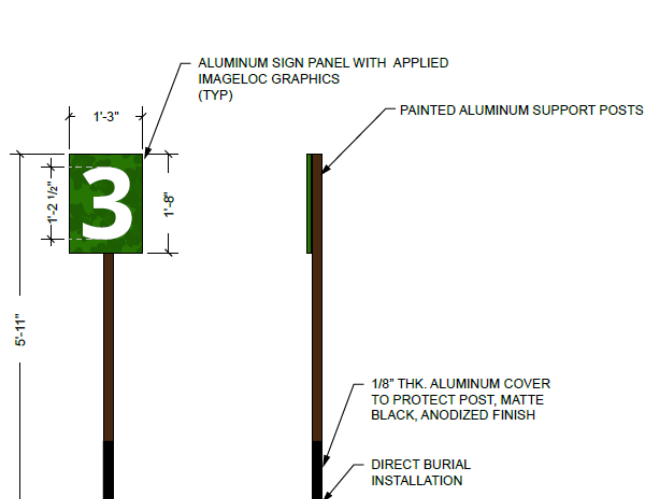 ALUMINUM SIGN PANEL WITH APPLIED
IMAGELOC GRAPHICS
(TYP)
PAINTED ALUMINUM SUPPORT POSTS
1'-3"
3
1'-2 1/2"
1'-8"
5'-11"
1/8" THK. ALUMINUM COVER
TO PROTECT POST, MATTE
BLACK, ANODIZED FINISH
DIRECT BURIAL
INSTALLATION